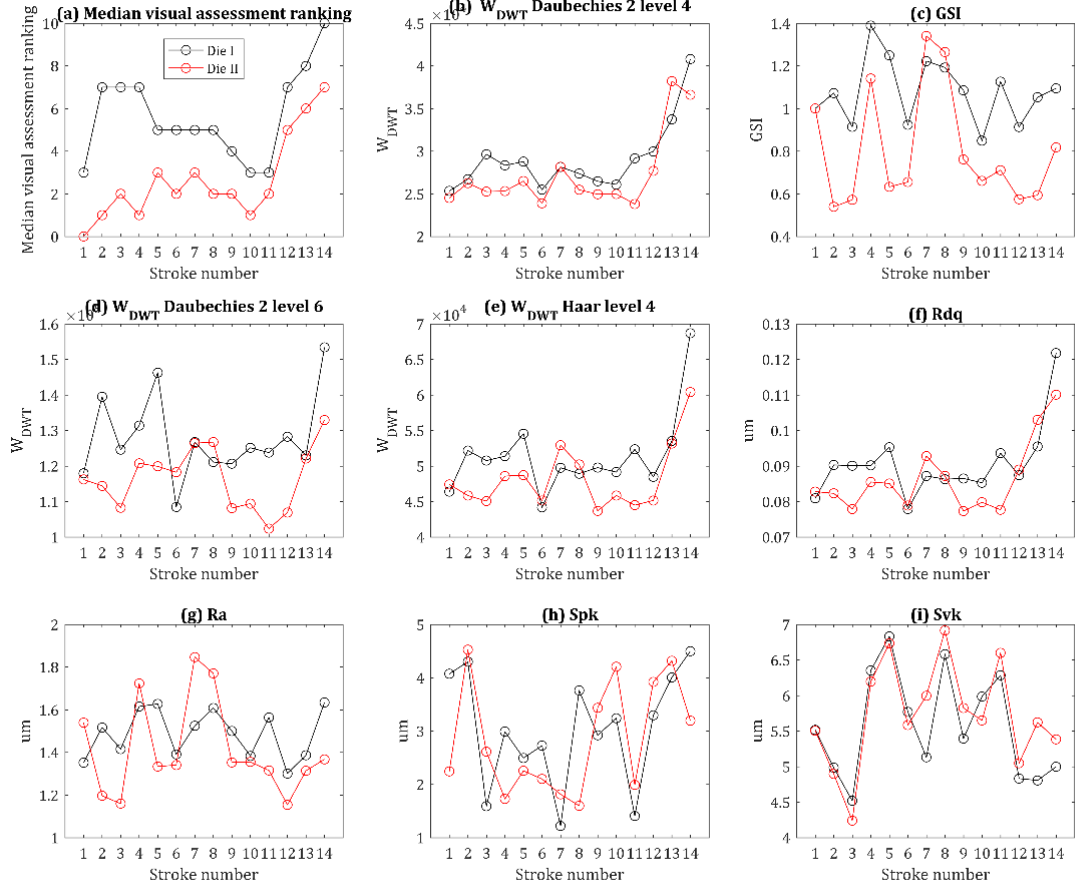 (a) Median visual assessment ranking
Median visual assessment ranking
10
8
6
4
2
0
Die I
Die II
1 2 3 4 5 6 7 8 9 10 11 12 13 14
Stroke number
(b) W_DWT Daubechies 2 level 4
W_DWT
4.5
4
3.5
3
2.5
2
1 2 3 4 5 6 7 8 9 10 11 12 13 14
Stroke number
(c) GSI
GSI
1.4
1.2
1
0.8
0.6
0.4
1 2 3 4 5 6 7 8 9 10 11 12 13 14
Stroke number
(d) W_DWT Daubechies 2 level 6
W_DWT
1.6
1.5
1.4
1.3
1.2
1.1
1
1 2 3 4 5 6 7 8 9 10 11 12 13 14
Stroke number
(e) W_DWT Haar level 4
×10^4
W_DWT
7
6.5
6
5.5
5
4.5
4
1 2 3 4 5 6 7 8 9 10 11 12 13 14
Stroke number
(f) Rdq
um
0.13
0.12
0.11
0.1
0.09
0.08
0.07
1 2 3 4 5 6 7 8 9 10 11 12 13 14
Stroke number
(g) Ra
um
2
1.8
1.6
1.4
1.2
1
1 2 3 4 5 6 7 8 9 10 11 12 13 14
Stroke number
(h) Spk
um
5
4
3
2
1
1 2 3 4 5 6 7 8 9 10 11 12 13 14
Stroke number
(i) Svk
um
7
6.5
6
5.5
5
4.5
4
1 2 3 4 5 6 7 8 9 10 11 12 13 14
Stroke number